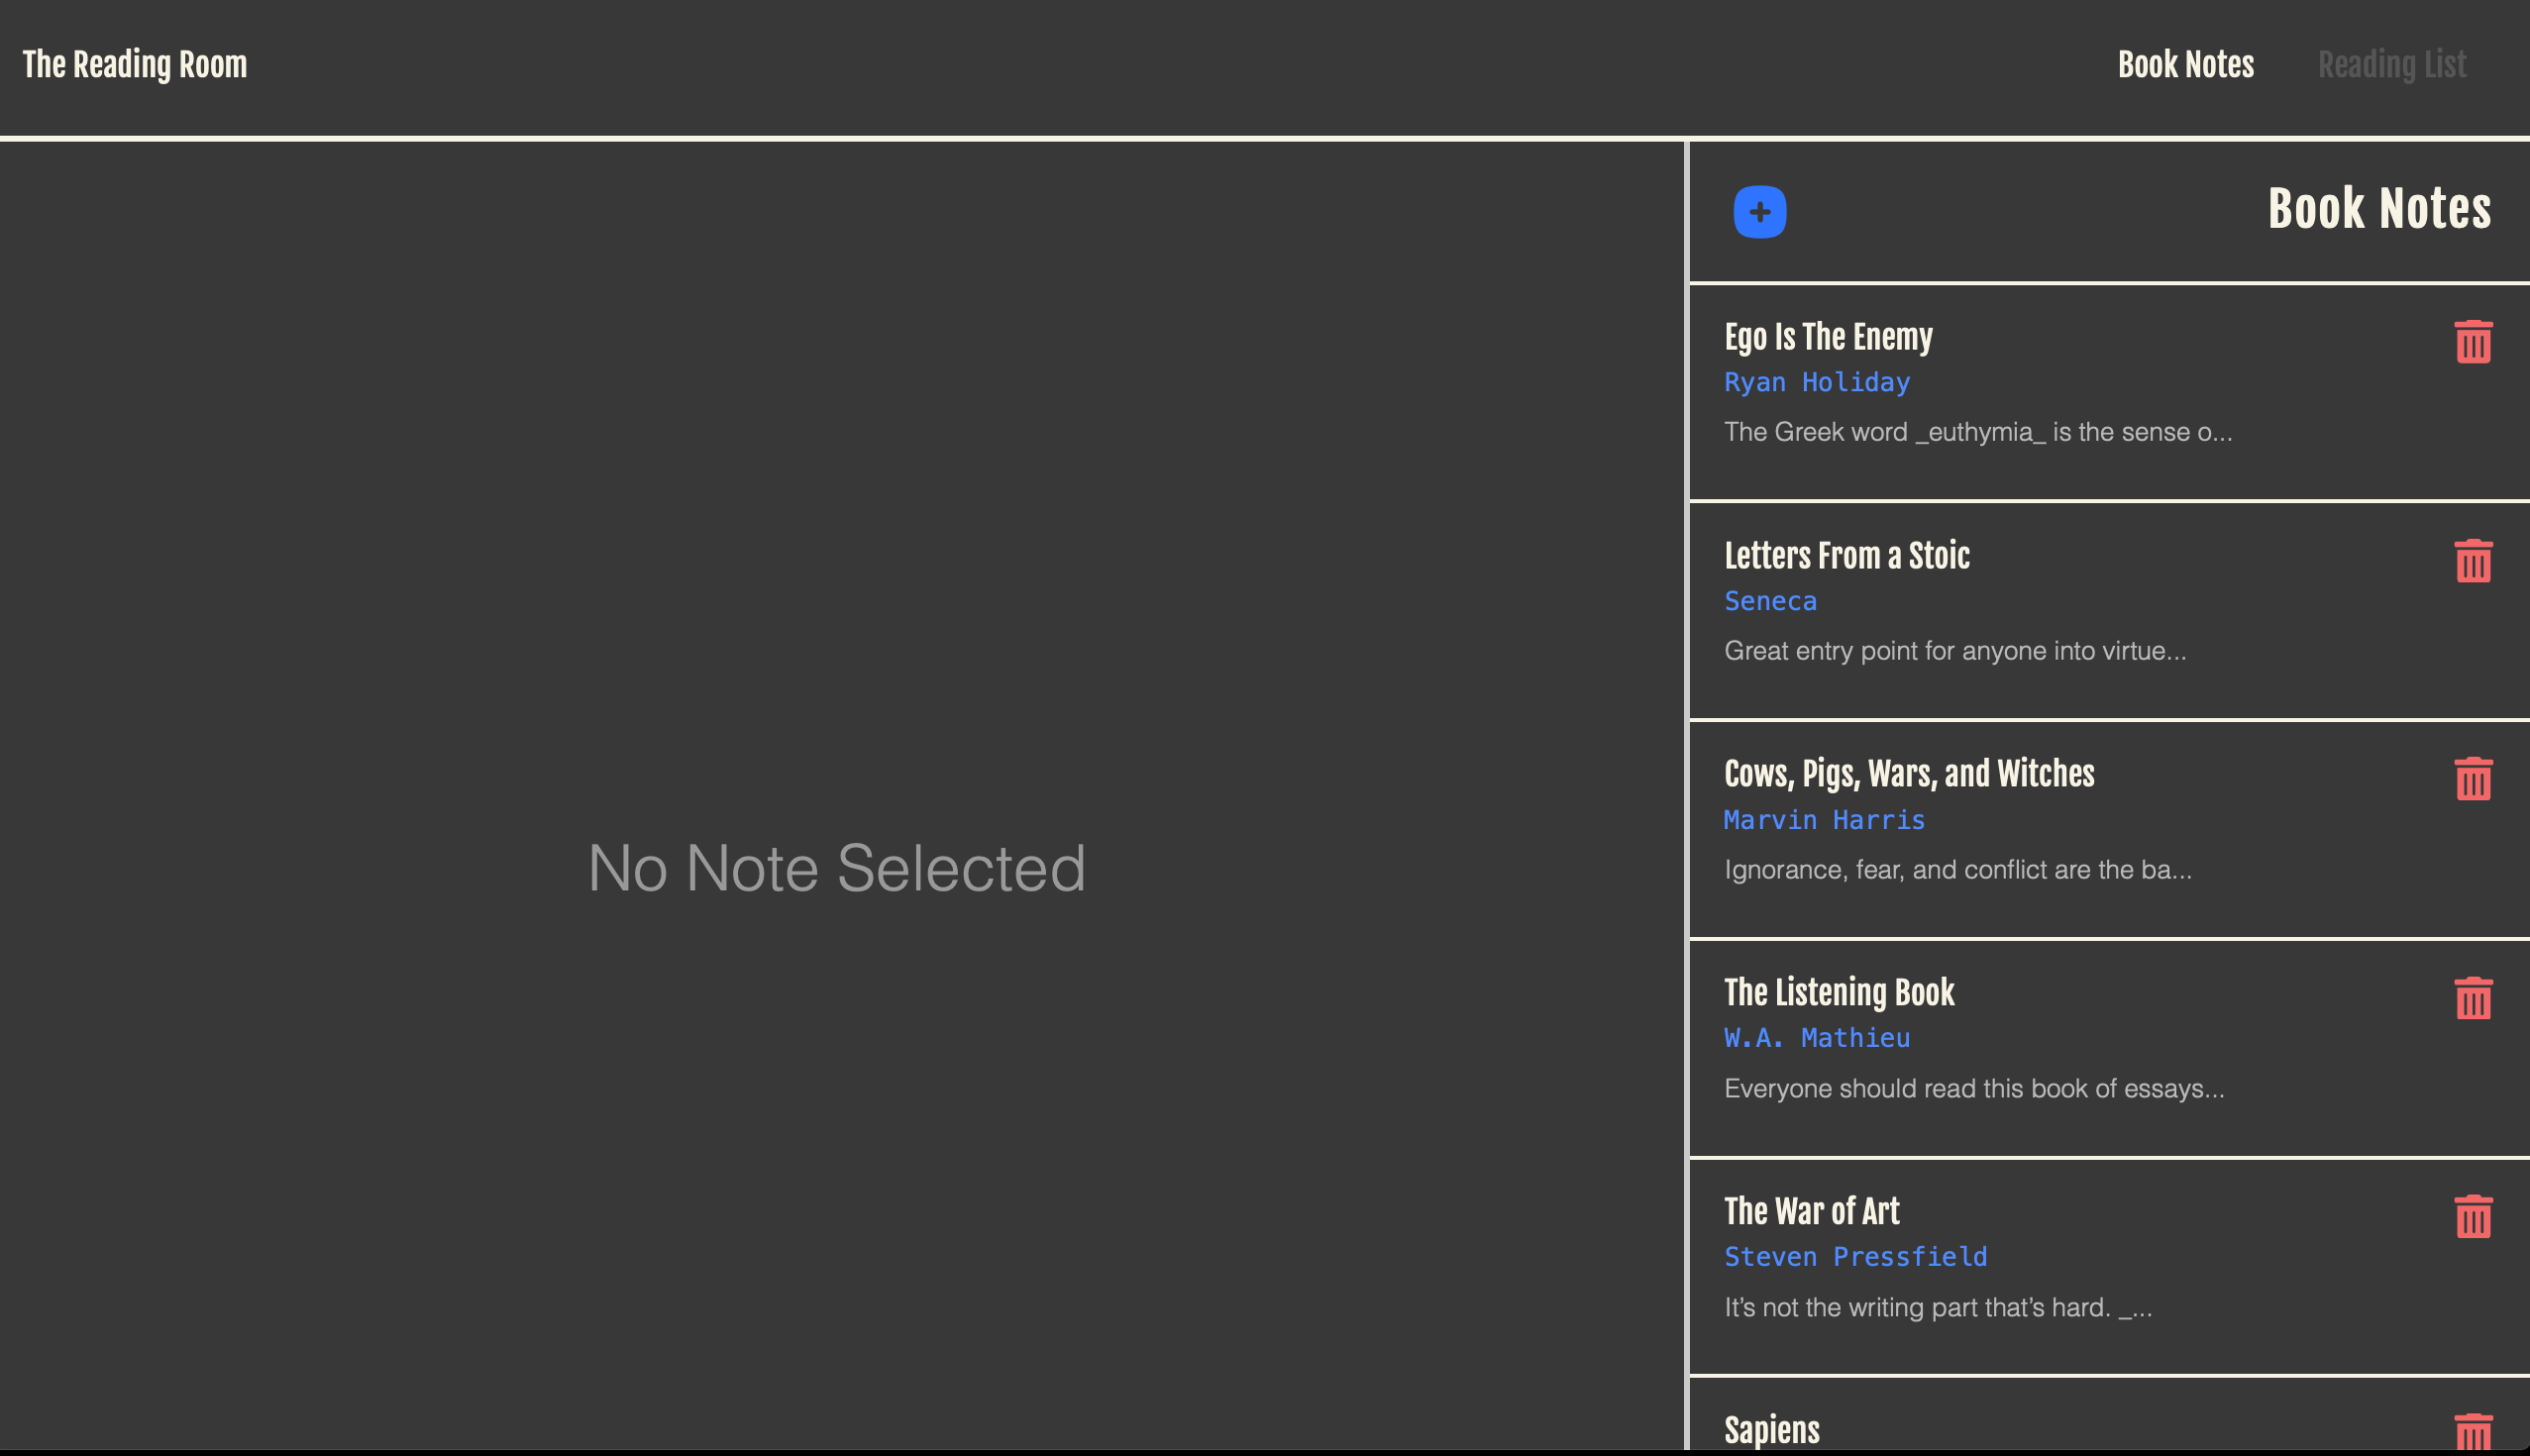 The Reading Room
Book Notes
Reading List
Book Notes
Ego Is The Enemy
Ryan Holiday
The Greek word _euthymia_ is the sense o...
Letters From a Stoic
Seneca
Great entry point for anyone into virtue...
Cows, Pigs, Wars, and Witches
Marvin Harris
Ignorance, fear, and conflict are the ba...
No Note Selected
The Listening Book
W.A. Mathieu
Everyone should read this book of essays...
The War of Art
Steven Pressfield
It’s not the writing part that’s hard. _...
Sapiens